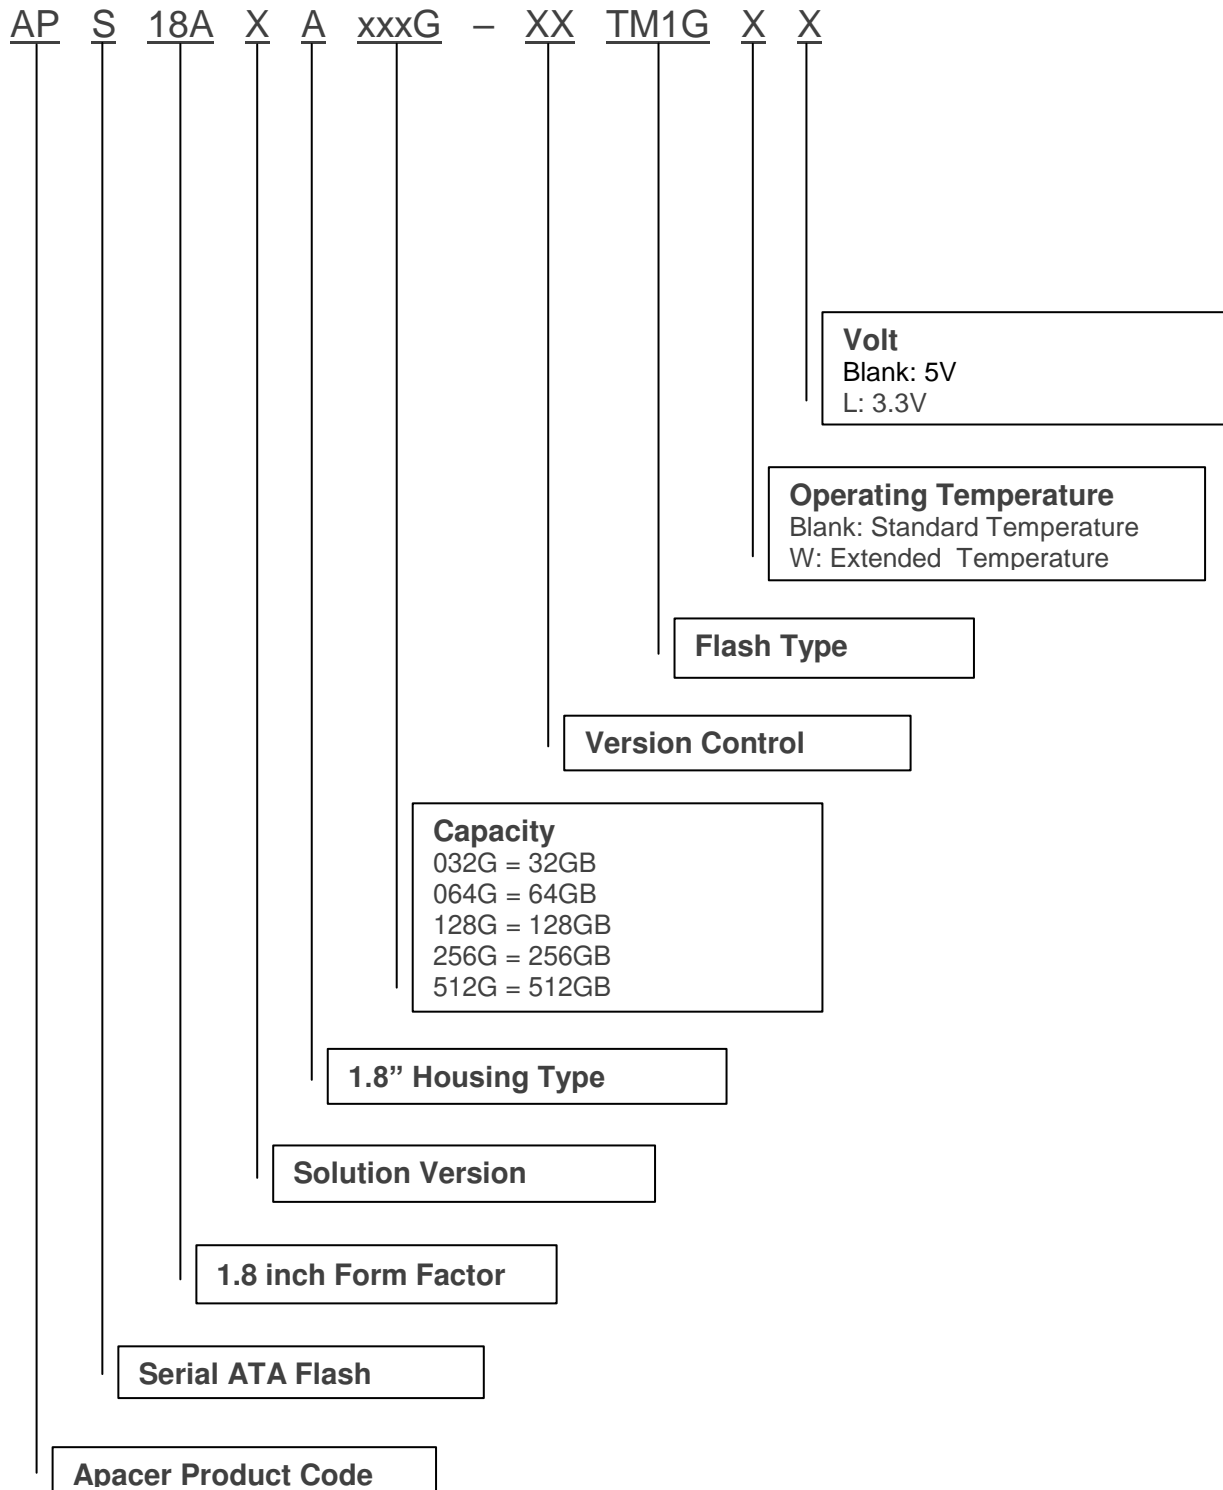 AP S 18A X A xxxG – XX TM1G X X
Volt
Blank: 5V
L: 3.3V
Operating Temperature
Blank: Standard Temperature
W: Extended Temperature
Flash Type
Version Control
Capacity
032G = 32GB
064G = 64GB
128G = 128GB
256G = 256GB
512G = 512GB
1.8” Housing Type
Solution Version
1.8 inch Form Factor
Serial ATA Flash
Apacer Product Code